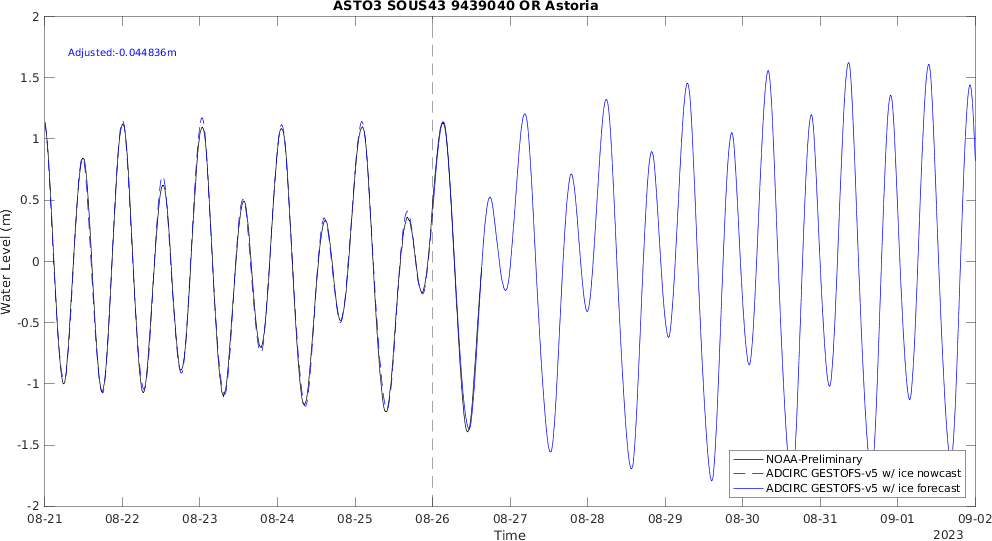 ASTO3 SOUS43 9439040 OR Astoria
Adjusted:-0.044836m
Water Level (m)
2
1.5
1
0.5
0
-0.5
-1
-1.5
-2
NOAA-Preliminary
ADCIRC GESTOFS-v5 w/ ice nowcast
ADCIRC GESTOFS-v5 w/ ice forecast
08-21 08-22 08-23 08-24 08-25 08-26 08-27 08-28 08-29 08-30 08-31 09-01 09-02
Time
2023